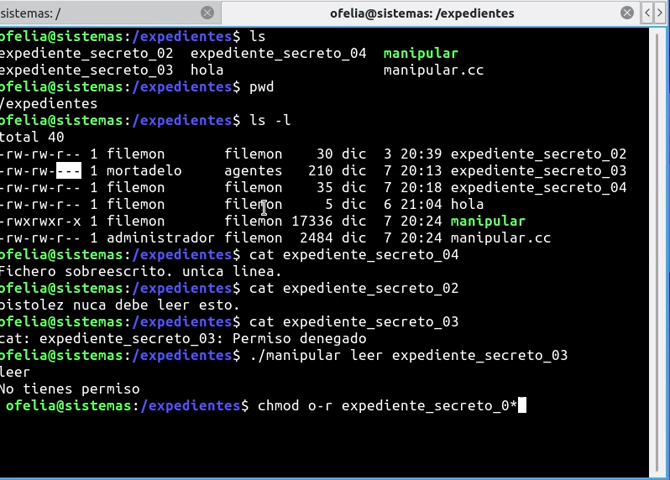 sistemas: /
ofelia@sistemas: /expedientes
ofelia@sistemas:/expedientes$ ls
expediente_secreto_02 expediente_secreto_04 manipular
expediente_secreto_03 hola manipular.cc
ofelia@sistemas:/expedientes$ pwd
/expedientes
ofelia@sistemas:/expedientes$ ls -l
total 40
-rw-rw-r-- 1 filemon filemon 30 dic 3 20:39 expediente_secreto_02
-rw-rw---- 1 mortadelo agentes 210 dic 7 20:13 expediente_secreto_03
-rw-rw-r-- 1 filemon filemon 35 dic 7 20:18 expediente_secreto_04
-rw-rw-r-- 1 filemon filemon 5 dic 6 21:04 hola
-rwxrwxr-x 1 filemon filemon 17336 dic 7 20:24 manipular
-rw-rw-r-- 1 administrador filemon 2484 dic 7 20:24 manipular.cc
ofelia@sistemas:/expedientes$ cat expediente_secreto_04
Fichero sobreescrito. unica linea.
ofelia@sistemas:/expedientes$ cat expediente_secreto_02
pistolez nuca debe leer esto.
ofelia@sistemas:/expedientes$ cat expediente_secreto_03
cat: expediente_secreto_03: Permiso denegado
ofelia@sistemas:/expedientes$ ./manipular leer expediente_secreto_03
leer
No tienes permiso
ofelia@sistemas:/expedientes$ chmod o-r expediente_secreto_0*